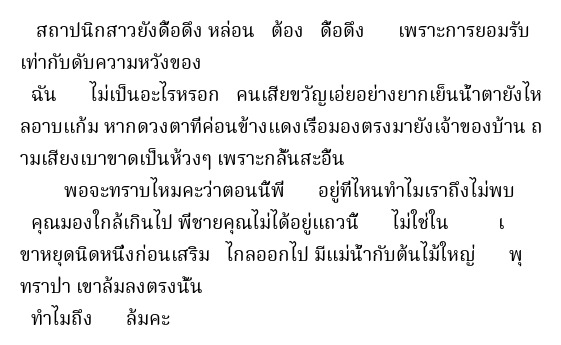 สถาปนิกสาวยังดื้อดึง หล่อน ต้อง ดื้อดึง เพราะการยอมรับ
เท่ากับดับความหวังของ
ฉัน ไม่เป็นอะไรหรอก คนเสียขวัญเอ่ยอย่างยากเย็นน้ำตายังไห
ลอาบแก้ม หากดวงตาที่ค่อนข้างแดงเรื่อมองตรงมายังเจ้าของบ้าน ถ
ามเสียงเบาขาดเป็นห้วงๆ เพราะกลั้นสะอื้น
พอจะทราบไหมคะว่าตอนนี้พี่ อยู่ที่ไหนทำไมเราถึงไม่พบ
คุณมองใกล้เกินไป พี่ชายคุณไม่ได้อยู่แถวนี้ ไม่ใช่ใน เ
ขาหยุดนิดหนึ่งก่อนเสริม ไกลออกไป มีแม่น้ำกับต้นไม้ใหญ่ พุ
ทราป่า เขาล้มลงตรงนั้น
ทำไมถึง ล้มคะ